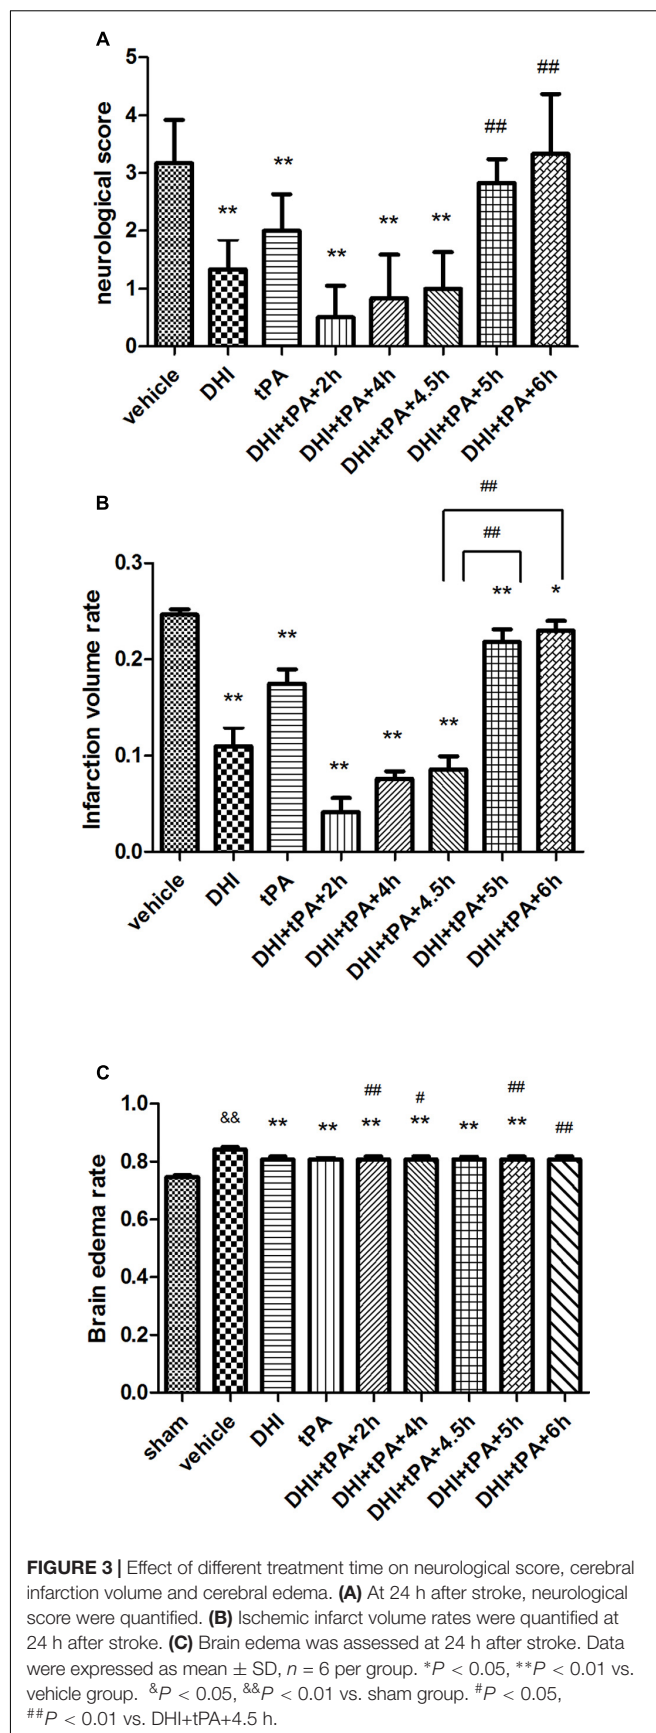 A
5
4
3
2
1
0
neurological score
**
**
**
**
**
##
##
vehicle
DHI
tPA
DHI+tPA+2h
DHI+tPA+4h
DHI+tPA+4.5h
DHI+tPA+5h
DHI+tPA+6h
B
##
##
0.3
0.2
0.1
0.0
Infarction volume rate
**
**
**
**
**
**
*
vehicle
DHI
tPA
DHI+tPA+2h
DHI+tPA+4h
DHI+tPA+4.5h
DHI+tPA+5h
DHI+tPA+6h
C
1.0
0.8
0.6
0.4
0.2
0.0
Brain edema rate
##
#
##
&&
**
**
**
**
**
**
##
sham
vehicle
DHI
tPA
DHI+tPA+2h
DHI+tPA+4h
DHI+tPA+4.5h
DHI+tPA+5h
DHI+tPA+6h
FIGURE 3 | Effect of different treatment time on neurological score, cerebral
infarction volume and cerebral edema. (A) At 24 h after stroke, neurological
score were quantified. (B) Ischemic infarct volume rates were quantified at
24 h after stroke. (C) Brain edema was assessed at 24 h after stroke. Data
were expressed as mean ± SD, n = 6 per group. *P < 0.05, **P < 0.01 vs.
vehicle group. &P < 0.05, &&P < 0.01 vs. sham group. #P < 0.05,
##P < 0.01 vs. DHI+tPA+4.5 h.